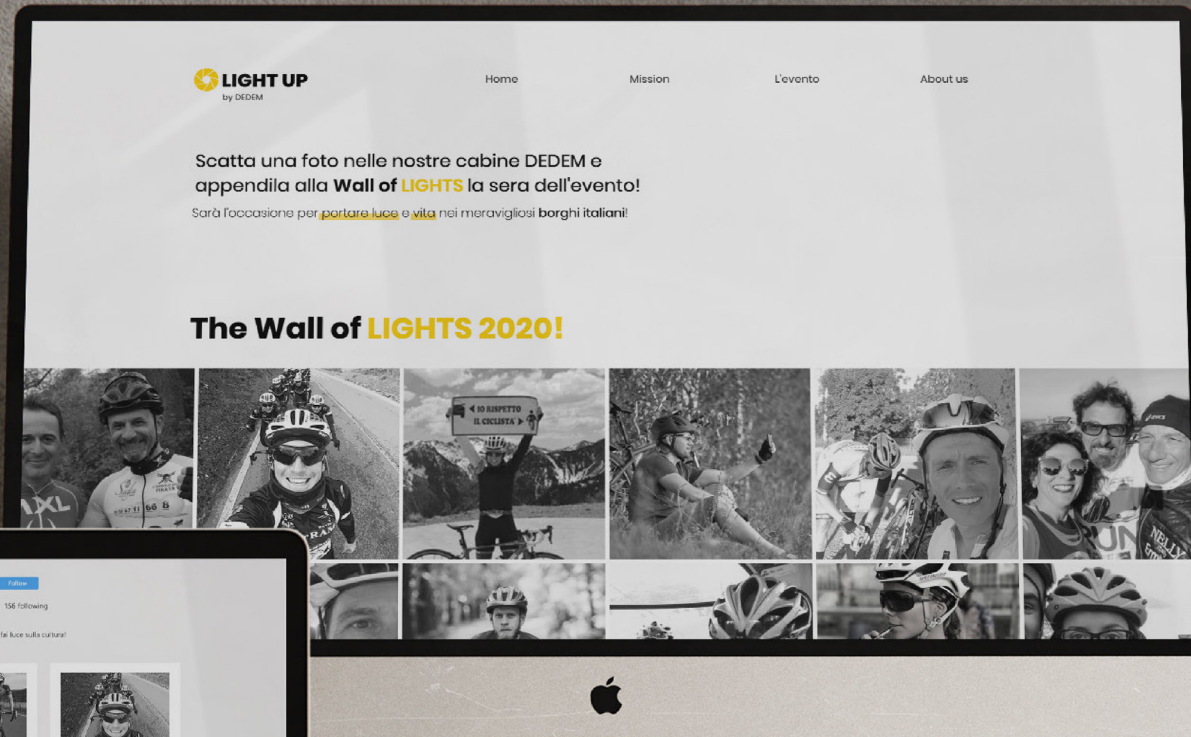 LIGHT UP
by DEDEM
Home
Mission
L'evento
About us
Scatta una foto nelle nostre cabine DEDEM e
appendila alla Wall of LIGHTS la sera dell'evento!
Sarà l'occasione per portare luce e vita nei meravigliosi borghi italiani!
The Wall of LIGHTS 2020!
IO RISPETTO
IL CICLISTA
ASICS
NELLY
Follow
156 following
fai luce sulla cultura!